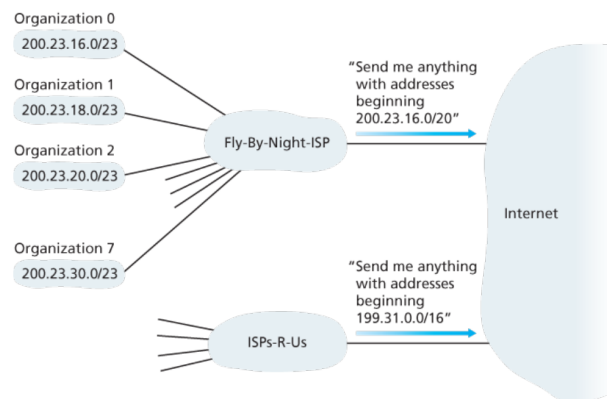 Organization 0
200.23.16.0/23
Organization 1
200.23.18.0/23
Organization 2
200.23.20.0/23
Organization 7
200.23.30.0/23
Fly-By-Night-ISP
"Send me anything
with addresses
beginning
200.23.16.0/20"
Internet
"Send me anything
with addresses
beginning
199.31.0.0/16"
ISPs-R-Us